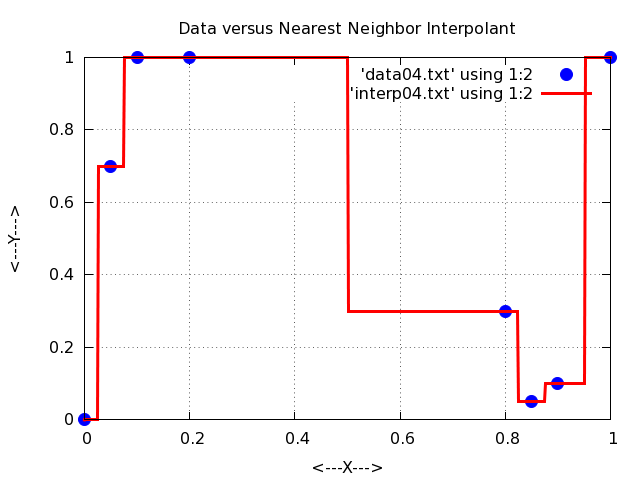 Data versus Nearest Neighbor Interpolant
'data04.txt' using 1:2
'interp04.txt' using 1:2
1
0.8
0.6
0.4
0.2
0
0 0.2 0.4 0.6 0.8 1
<---Y--->
<---X--->